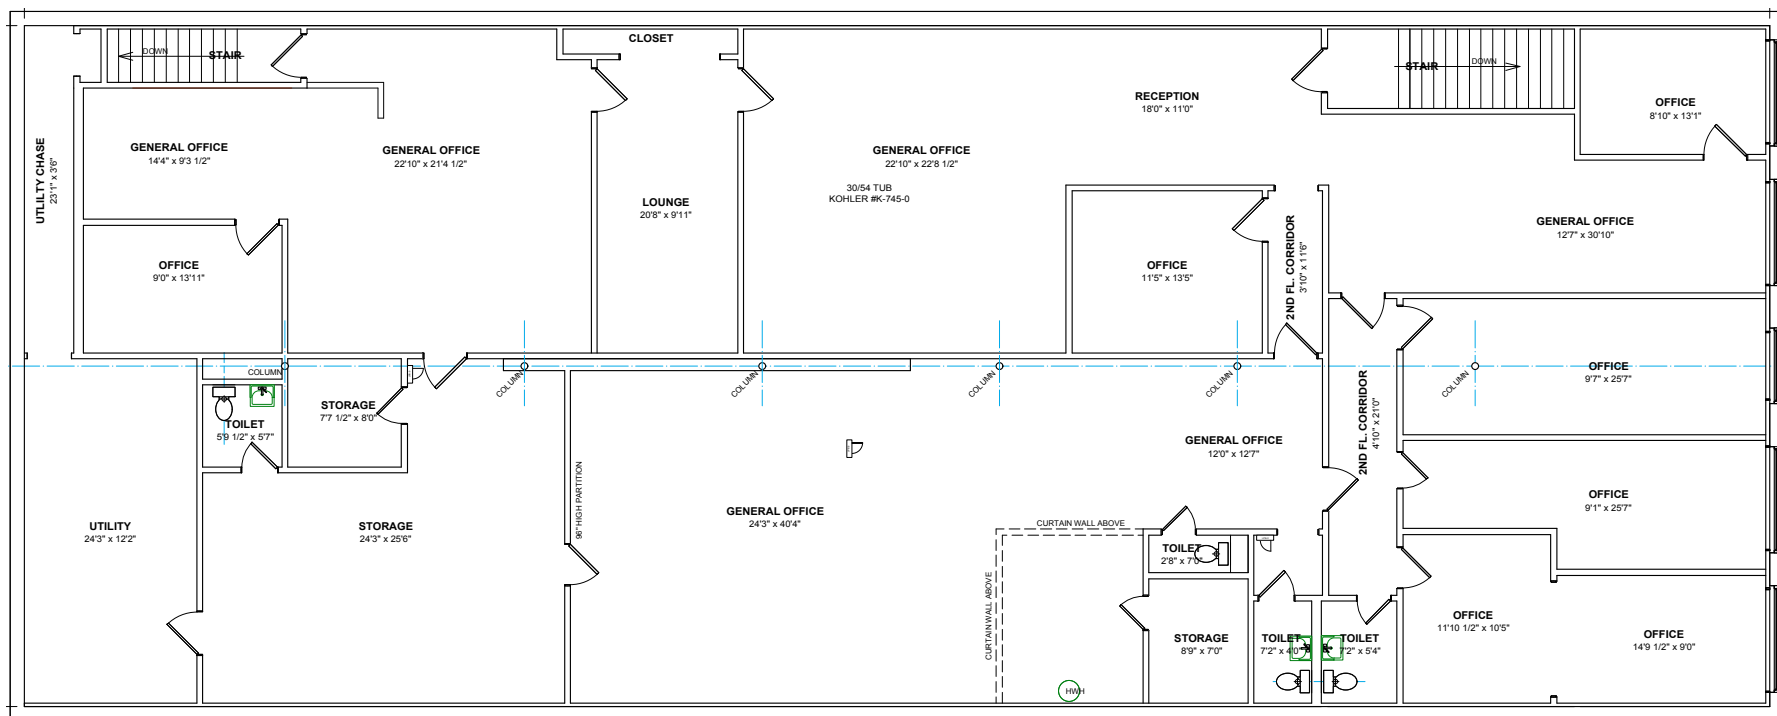 CLOSET
DOWN
STAIR
STAIR
DOWN
RECEPTION
18'0" x 11'0"
OFFICE
8'10" x 13'1"
UTLILITY CHASE
23'1" x 3'6"
GENERAL OFFICE
14'4" x 9'3 1/2"
GENERAL OFFICE
22'10" x 21'4 1/2"
GENERAL OFFICE
22'10" x 22'8 1/2"
30/54 TUB
KOHLER #K-745-0
LOUNGE
20'8" x 9'11"
GENERAL OFFICE
12'7" x 30'10"
OFFICE
9'0" x 13'11"
OFFICE
11'5" x 13'5"
2ND FL. CORRIDOR
3'10" x 11'6"
COLUMN
COLUMN
COLUMN
COLUMN
COLUMN
COLUMN
OFFICE
9'7" x 25'7"
STORAGE
7'7 1/2" x 8'0"
TOILET
5'9 1/2" x 5'7"
2ND FL. CORRIDOR
4'10" x 21'0"
GENERAL OFFICE
12'0" x 12'7"
96" HIGH PARTITION
OFFICE
9'1" x 25'7"
UTILITY
24'3" x 12'2"
STORAGE
24'3" x 25'6"
GENERAL OFFICE
24'3" x 40'4"
CURTAIN WALL ABOVE
CURTAIN WALL ABOVE
TOILET
2'8" x 7'0"
STORAGE
8'9" x 7'0"
TOILET
7'2" x 4'0"
TOILET
7'2" x 5'4"
OFFICE
11'10 1/2" x 10'5"
OFFICE
14'9 1/2" x 9'0"
HWH